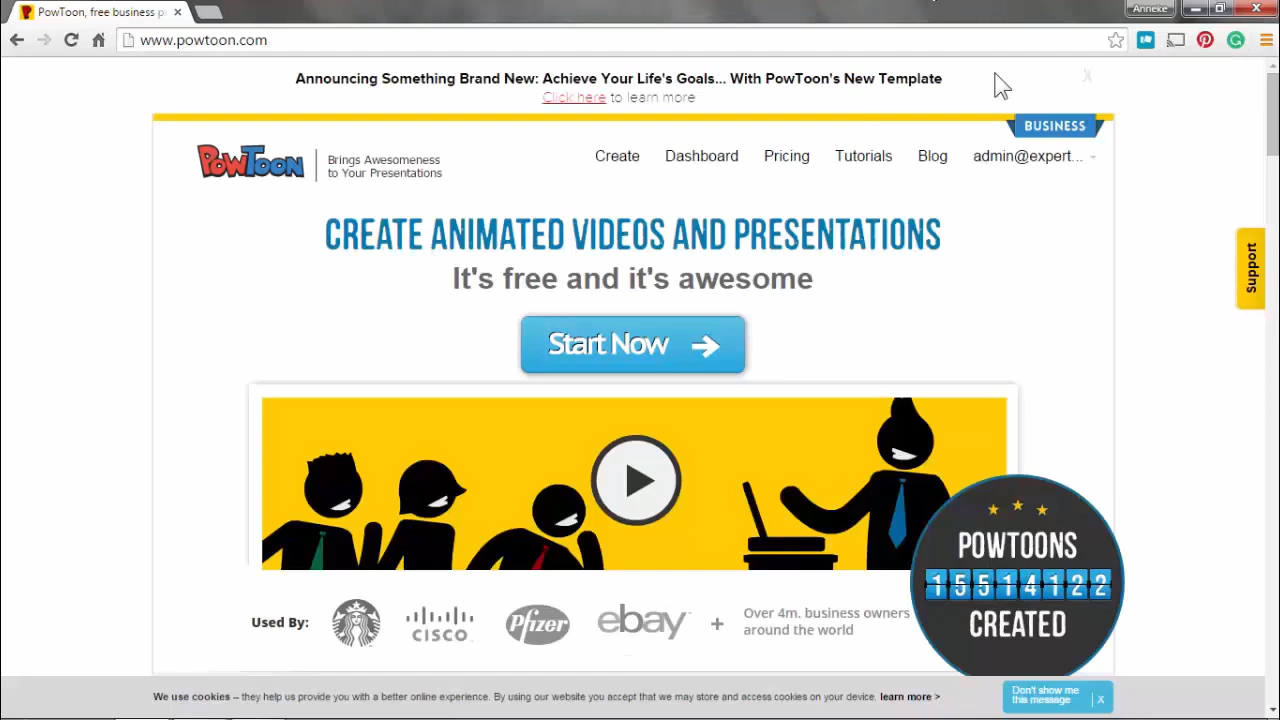 PowToon, free business p
Anneke
www.powtoon.com
Announcing Something Brand New: Achieve Your Life's Goals... With PowToon's New Template
Click here to learn more
X
BUSINESS
POWTOON
Brings Awesomeness
to Your Presentations
Create
Dashboard
Pricing
Tutorials
Blog
admin@expert...
CREATE ANIMATED VIDEOS AND PRESENTATIONS
It's free and it's awesome
Start Now
Support
POWTOONS
15514122
CREATED
Used By:
CISCO
Pfizer
ebay
+
Over 4m. business owners
around the world
We use cookies – they help us provide you with a better online experience. By using our website you accept that we may store and access cookies on your device. learn more >
Don't show me
this message
X